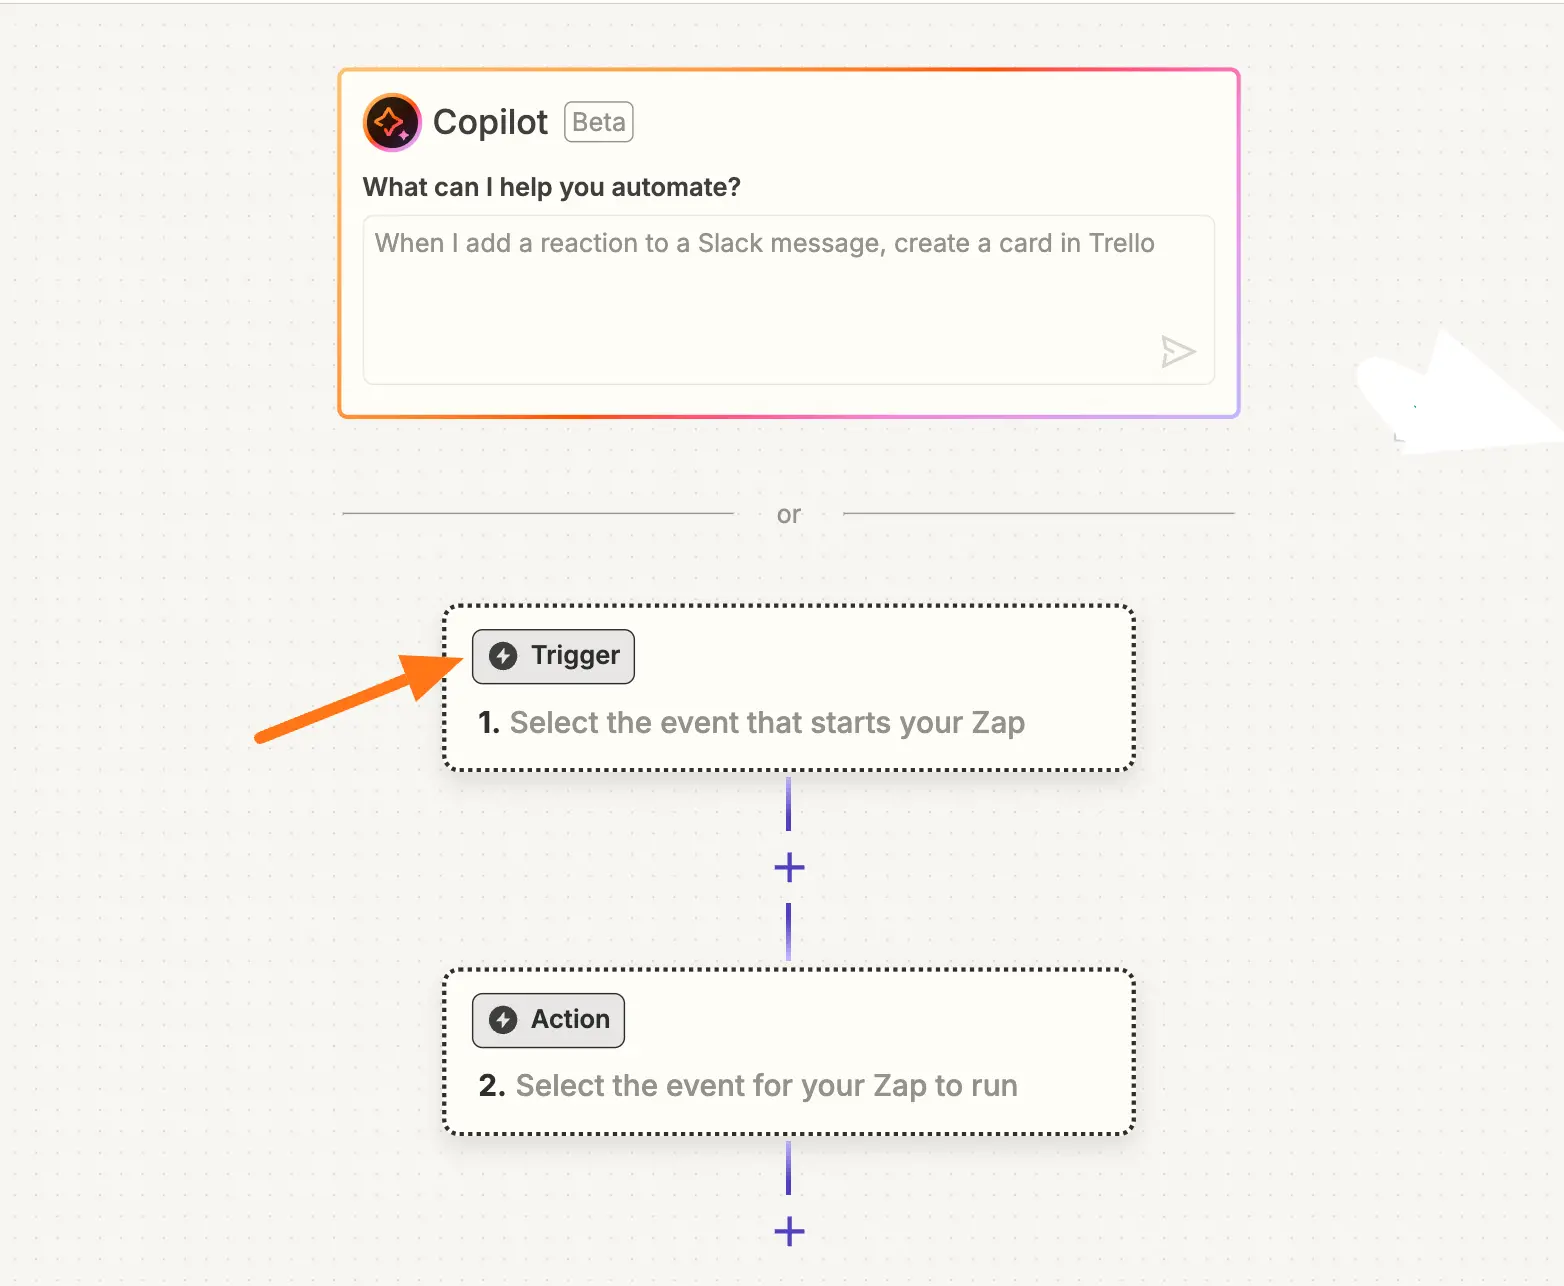 Copilot Beta
What can I help you automate?
When I add a reaction to a Slack message, create a card in Trello
or
Trigger
1. Select the event that starts your Zap
Action
2. Select the event for your Zap to run